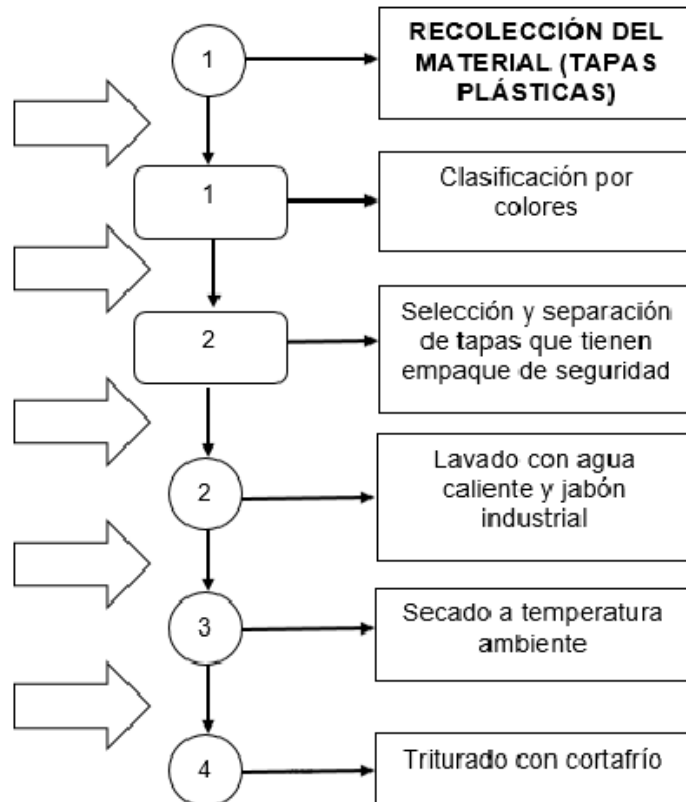 1
RECOLECCIÓN DEL
MATERIAL (TAPAS
PLÁSTICAS)
1
Clasificación por
colores
2
Selección y separación
de tapas que tienen
empaque de seguridad
2
Lavado con agua
caliente y jabón
industrial
3
Secado a temperatura
ambiente
4
Triturado con cortafrío